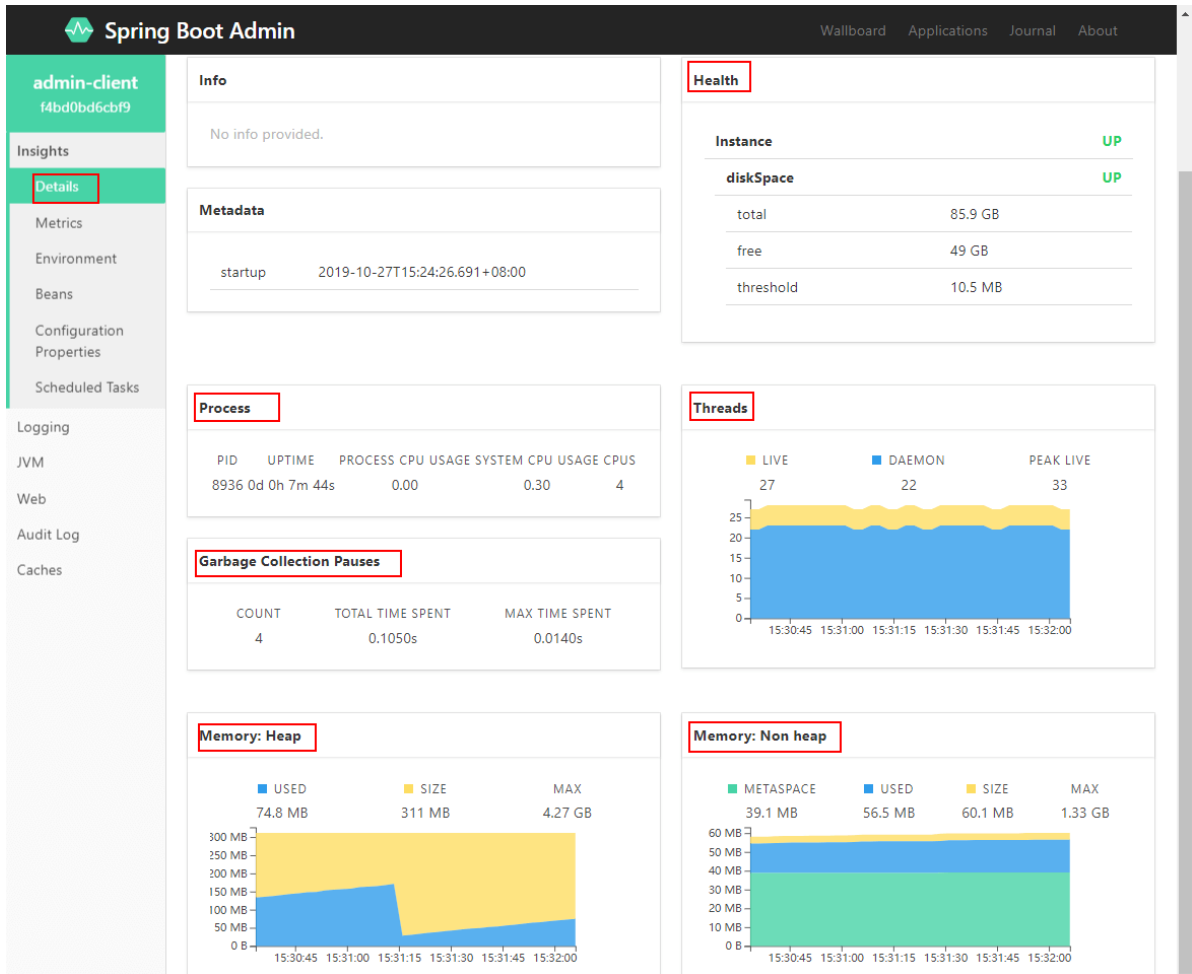 Spring Boot Admin
Wallboard Applications Journal About
admin-client
f4bd0bd6cbf9
Insights
Details
Metrics
Environment
Beans
Configuration
Properties
Scheduled Tasks
Logging
JVM
Web
Audit Log
Caches
Info
No info provided.
Metadata
startup 2019-10-27T15:24:26.691+08:00
Health
Instance UP
diskSpace UP
total 85.9 GB
free 49 GB
threshold 10.5 MB
Process
PID UPTIME PROCESS CPU USAGE SYSTEM CPU USAGE CPUS
8936 0d 0h 7m 44s 0.00 0.30 4
Garbage Collection Pauses
COUNT TOTAL TIME SPENT MAX TIME SPENT
4 0.1050s 0.0140s
Threads
LIVE DAEMON PEAK LIVE
27 22 33
25
20
15
10
5
0
15:30:45 15:31:00 15:31:15 15:31:30 15:31:45 15:32:00
Memory: Heap
USED SIZE MAX
74.8 MB 311 MB 4.27 GB
300 MB
250 MB
200 MB
150 MB
100 MB
50 MB
0 B
15:30:45 15:31:00 15:31:15 15:31:30 15:31:45 15:32:00
Memory: Non heap
METASPACE USED SIZE MAX
39.1 MB 56.5 MB 60.1 MB 1.33 GB
60 MB
50 MB
40 MB
30 MB
20 MB
10 MB
0 B
15:30:45 15:31:00 15:31:15 15:31:30 15:31:45 15:32:00